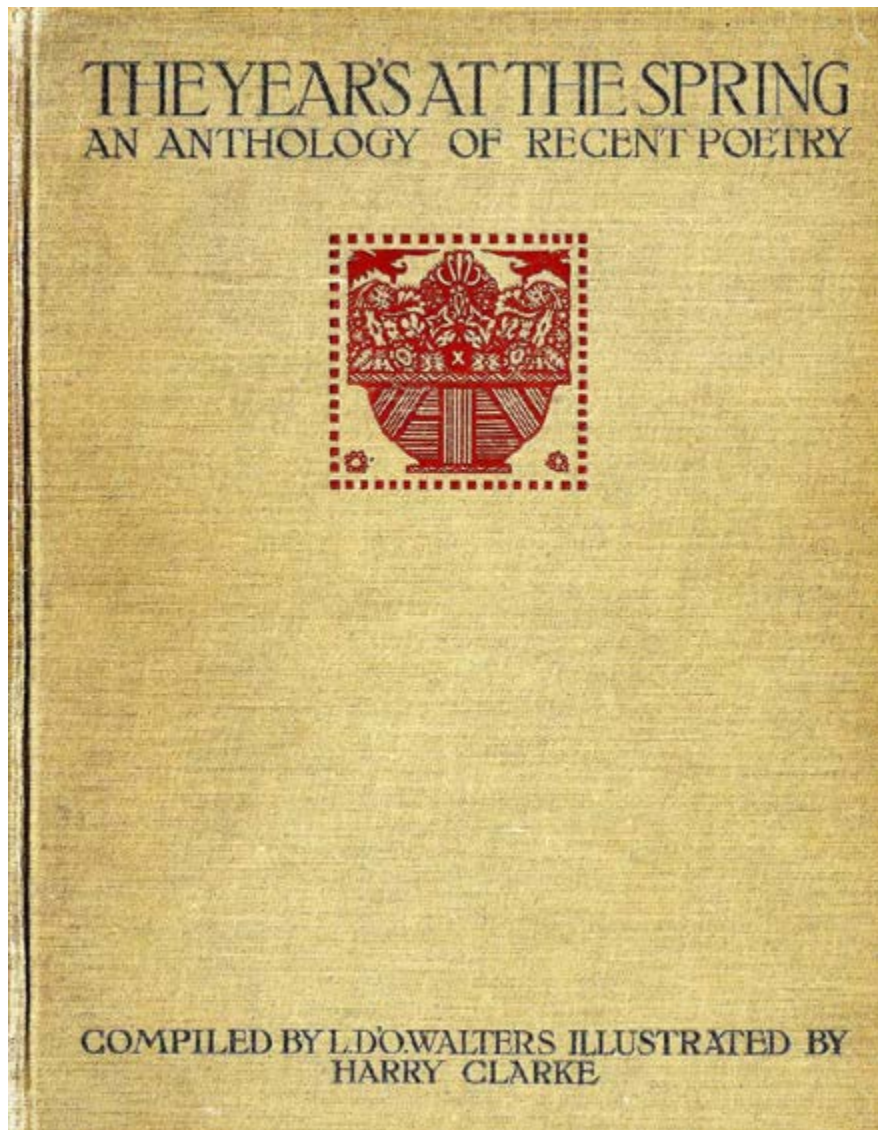 THE YEAR'S AT THE SPRING
AN ANTHOLOGY OF RECENT POETRY
COMPILED BY L. D'O. WALTERS ILLUSTRATED BY
HARRY CLARKE